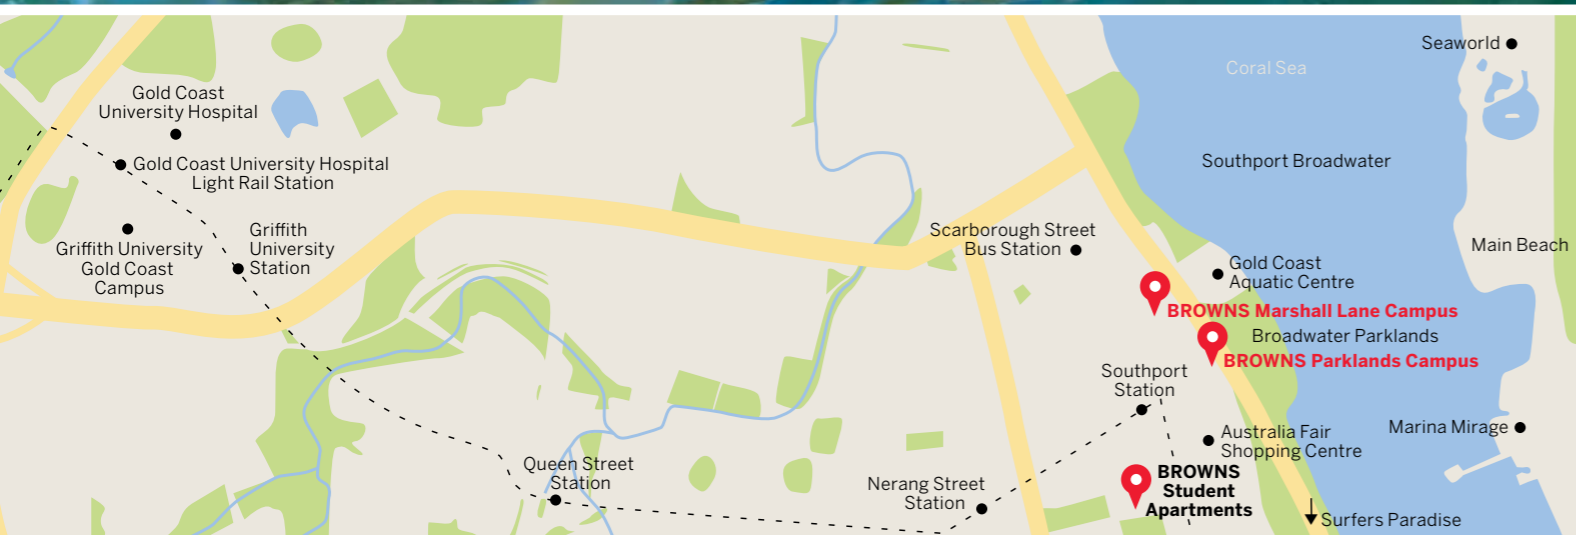 Seaworld
Coral Sea
Gold Coast
University Hospital
Gold Coast University Hospital
Light Rail Station
Southport Broadwater
Griffith University
Gold Coast
Campus
Griffith
University
Station
Scarborough Street
Bus Station
Main Beach
Gold Coast
Aquatic Centre
BROWNS Marshall Lane Campus
Broadwater Parklands
BROWNS Parklands Campus
Southport
Station
Australia Fair
Shopping Centre
Marina Mirage
Queen Street
Station
Nerang Street
Station
BROWNS
Student
Apartments
Surfers Paradise